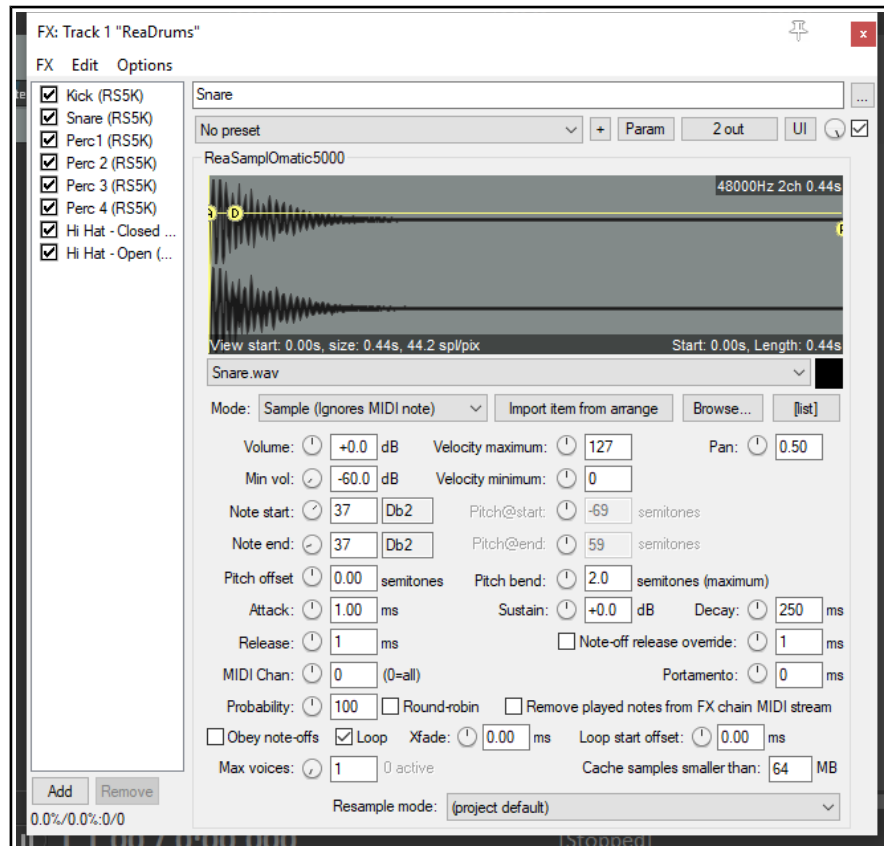 FX: Track 1 "ReaDrums"
x
FX Edit Options
Kick (RS5K)
Snare (RS5K)
Perc1 (RS5K)
Perc 2 (RS5K)
Perc 3 (RS5K)
Perc 4 (RS5K)
Hi Hat - Closed ...
Hi Hat - Open (...
Add Remove
0.0%/0.0%:0/0
Snare ...
No preset + Param 2 out UI
ReaSamplOmatic5000
48000Hz 2ch 0.44s
D
View start: 0.00s, size: 0.44s, 44.2 spl/pix Start: 0.00s, Length: 0.44s
Snare.wav
Mode: Sample (Ignores MIDI note) Import item from arrange Browse... [list]
Volume: +0.0 dB Velocity maximum: 127 Pan: 0.50
Min vol: -60.0 dB Velocity minimum: 0
Note start: 37 Db2 Pitch@start: -69 semitones
Note end: 37 Db2 Pitch@end: 59 semitones
Pitch offset 0.00 semitones Pitch bend: 2.0 semitones (maximum)
Attack: 1.00 ms Sustain: +0.0 dB Decay: 250 ms
Release: 1 ms Note-off release override: 1 ms
MIDI Chan: 0 (0=all) Portamento: 0 ms
Probability: 100 Round-robin Remove played notes from FX chain MIDI stream
Obey note-offs Loop Xfade: 0.00 ms Loop start offset: 0.00 ms
Max voices: 1 0 active Cache samples smaller than: 64 MB
Resample mode: (project default)
[Stopped]